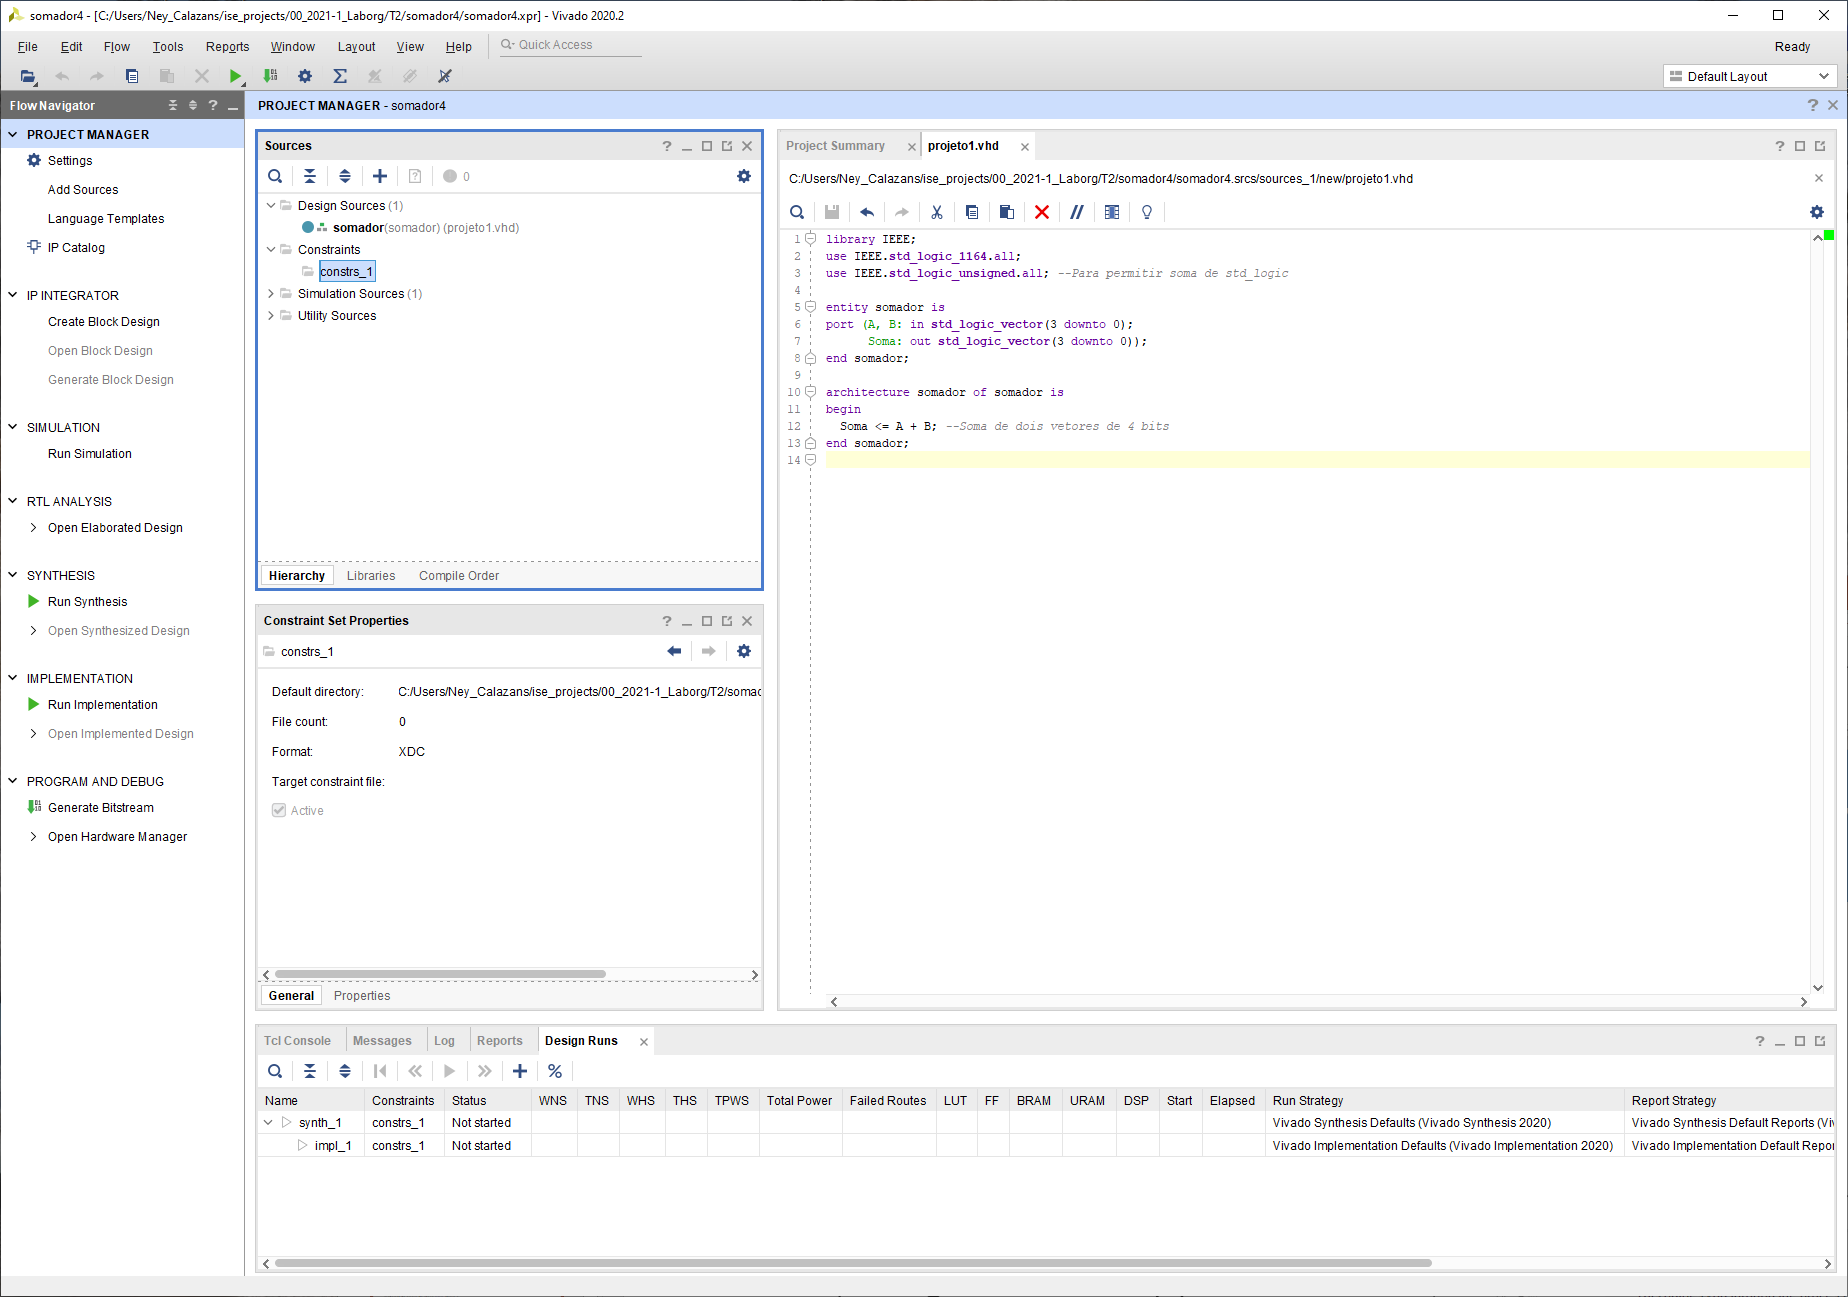 somador4 - [C:/Users/Ney_Calazans/ise_projects/00_2021-1_Laborg/T2/somador4/somador4.xpr] - Vivado 2020.2
File Edit Flow Tools Reports Window Layout View Help Quick Access Ready
Default Layout
Flow Navigator
PROJECT MANAGER
Settings
Add Sources
Language Templates
IP Catalog
IP INTEGRATOR
Create Block Design
Open Block Design
Generate Block Design
SIMULATION
Run Simulation
RTL ANALYSIS
Open Elaborated Design
SYNTHESIS
Run Synthesis
Open Synthesized Design
IMPLEMENTATION
Run Implementation
Open Implemented Design
PROGRAM AND DEBUG
Generate Bitstream
Open Hardware Manager
PROJECT MANAGER - somador4
Sources
0
Design Sources (1)
somador(somador) (projeto1.vhd)
Constraints
constrs_1
Simulation Sources (1)
Utility Sources
Hierarchy Libraries Compile Order
Constraint Set Properties
constrs_1
Default directory: C:/Users/Ney_Calazans/ise_projects/00_2021-1_Laborg/T2/somad
File count: 0
Format: XDC
Target constraint file:
Active
General Properties
Project Summary projeto1.vhd
C:/Users/Ney_Calazans/ise_projects/00_2021-1_Laborg/T2/somador4/somador4.srcs/sources_1/new/projeto1.vhd
1 library IEEE;
2 use IEEE.std_logic_1164.all;
3 use IEEE.std_logic_unsigned.all; --Para permitir soma de std_logic
4
5 entity somador is
6 port (A, B: in std_logic_vector(3 downto 0);
7 Soma: out std_logic_vector(3 downto 0));
8 end somador;
9
10 architecture somador of somador is
11 begin
12 Soma <= A + B; --Soma de dois vetores de 4 bits
13 end somador;
14
Tcl Console Messages Log Reports Design Runs
Name Constraints Status WNS TNS WHS THS TPWS Total Power Failed Routes LUT FF BRAM URAM DSP Start Elapsed Run Strategy Report Strategy
synth_1 constrs_1 Not started Vivado Synthesis Defaults (Vivado Synthesis 2020) Vivado Synthesis Default Reports (Viv
impl_1 constrs_1 Not started Vivado Implementation Defaults (Vivado Implementation 2020) Vivado Implementation Default Repor